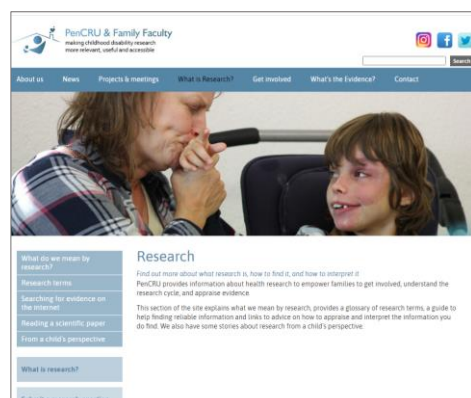 PenCRU & Family Faculty
making childhood disability research
more relevant, useful and accessible
Search
About us News Projects & meetings What is Research? Get involved What's the Evidence? Contact
What do we mean by
research?
Research terms
Searching for evidence on
the internet
Reading a scientific paper
From a child's perspective
What is research?
Research
Find out more about what research is, how to find it, and how to interpret it
PenCRU provides information about health research to empower families to get involved, understand the
research cycle, and appraise evidence.
This section of the site explains what we mean by research, provides a glossary of research terms, a guide to
help finding reliable information and links to advice on how to appraise and interpret the information you
do find. We also have some stories about research from a child's perspective.